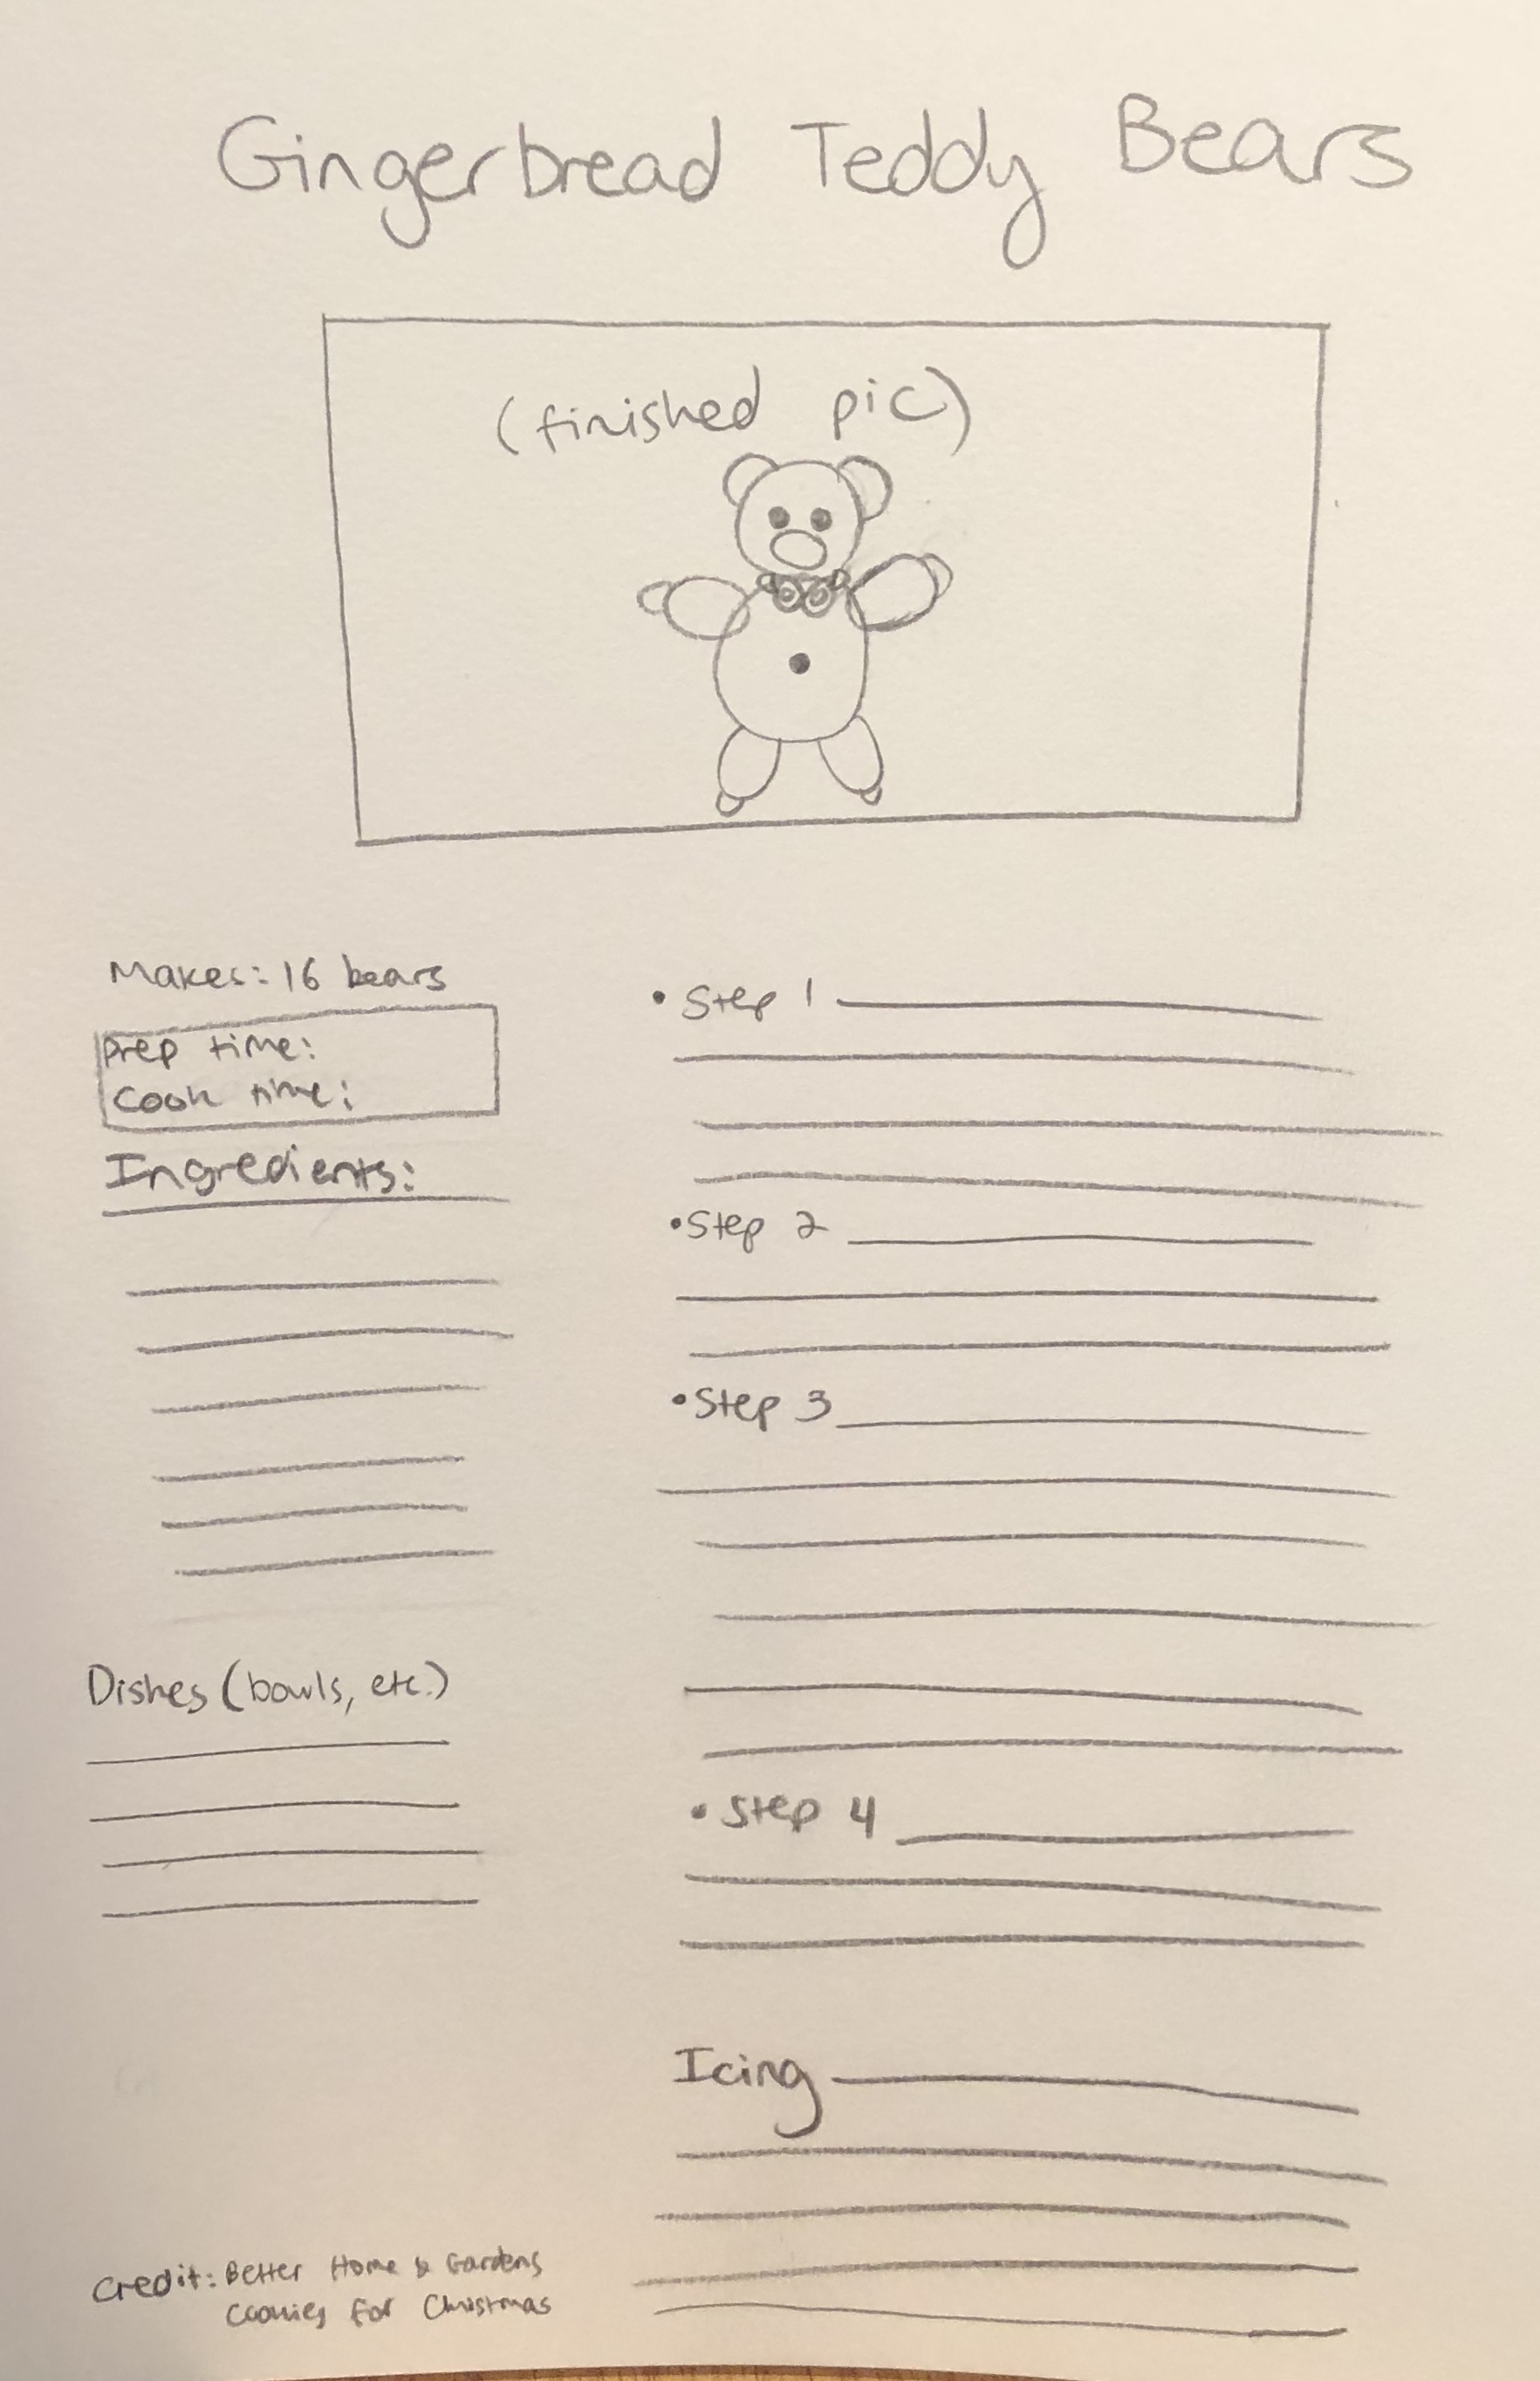 Gingerbread Teddy Bears
(finished pic)
Makes: 16 bears
Prep time:
Cook time:
Ingredients:
Dishes (bowls, etc.)
Credit: Better Home & Gardens
Cookies for Christmas
• Step 1
• Step 2
• Step 3
• Step 4
Icing